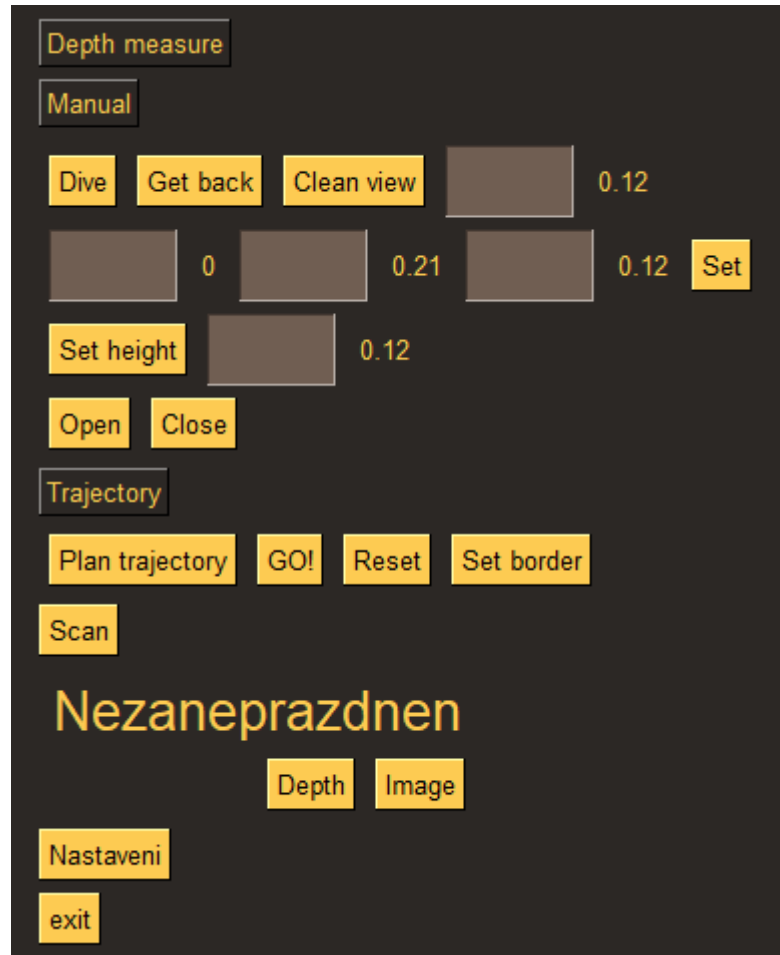 Depth measure
Manual
Dive Get back Clean view 0.12
0 0.21 0.12 Set
Set height 0.12
Open Close
Trajectory
Plan trajectory GO! Reset Set border
Scan
Nezaneprazdnen
Depth Image
Nastaveni
exit